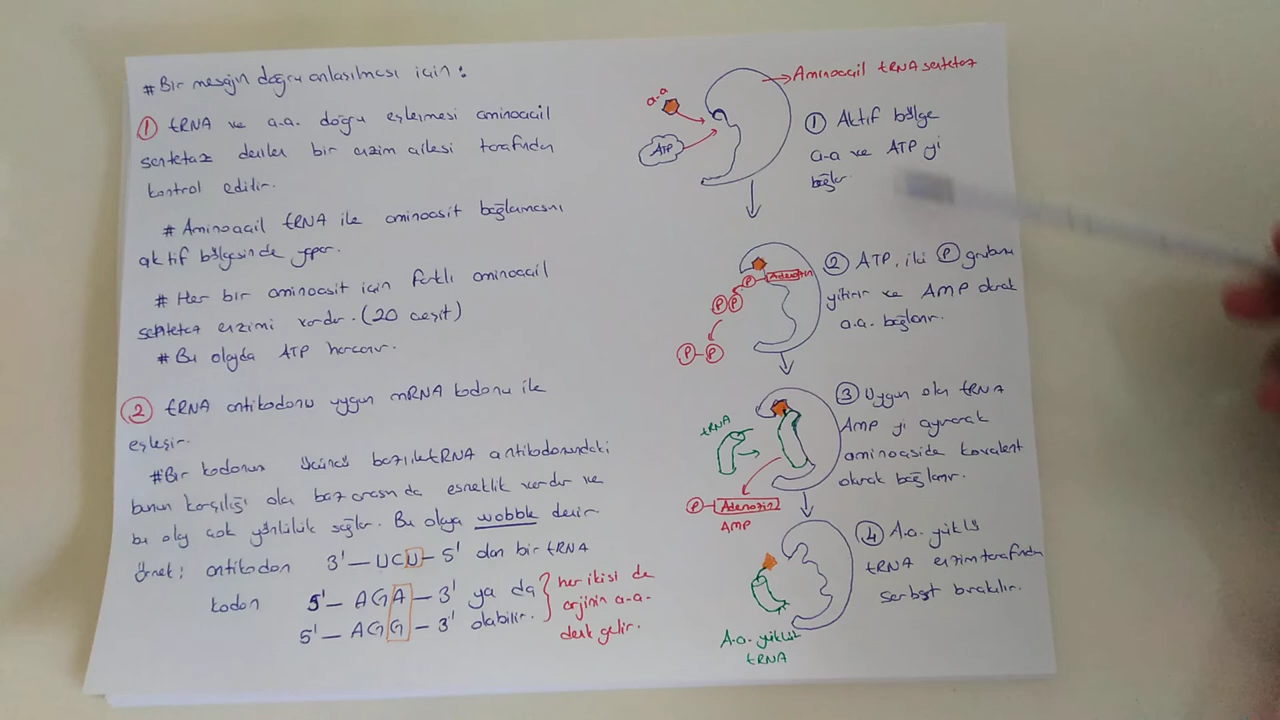 # Bir mesajın doğru anlaşılması için :
① tRNA ve a.a. doğru eşleşmesi aminoacil
sentetaz denilen bir enzim ailesi tarafından
kontrol edilir.
# Aminoacil tRNA ile aminoasit bağlamasını
aktif bölgesinde yapar.
# Her bir aminoasit için farklı aminoacil
sentetaz enzimi vardır. (20 çeşit)
# Bu olayda ATP harcanır.
② tRNA antikodonu uygun mRNA kodonu ile
eşleşir.
# Bir kodonun üçüncü bazı ile tRNA antikodonundaki
bunun karşılığı olan baz arasında esneklik vardır ve
bu olay çok yönlülük sağlar. Bu olaya wobble denir.
Örnek; antikodon 3' — UCU — 5' olan bir tRNA
kodon 5' — AGA — 3' ya da
5' — AGG — 3' olabilir.
her ikisi de
arjinin a.a.
denk gelir.
Aminoacil tRNA sentetaz
a.a
ATP
① Aktif bölge
a.a ve ATP yi
bağlar.
② ATP, iki P grubunu
yitirir ve AMP olarak
a.a. bağlanır.
P Adenozin
P P
P — P
③ Uygun olan tRNA
AMP yi ayırarak
aminoaside kovalent
olarak bağlanır.
tRNA
P — Adenozin
AMP
④ A.a. yüklü
tRNA enzim tarafından
serbest bırakılır.
A.a. yüklü
tRNA